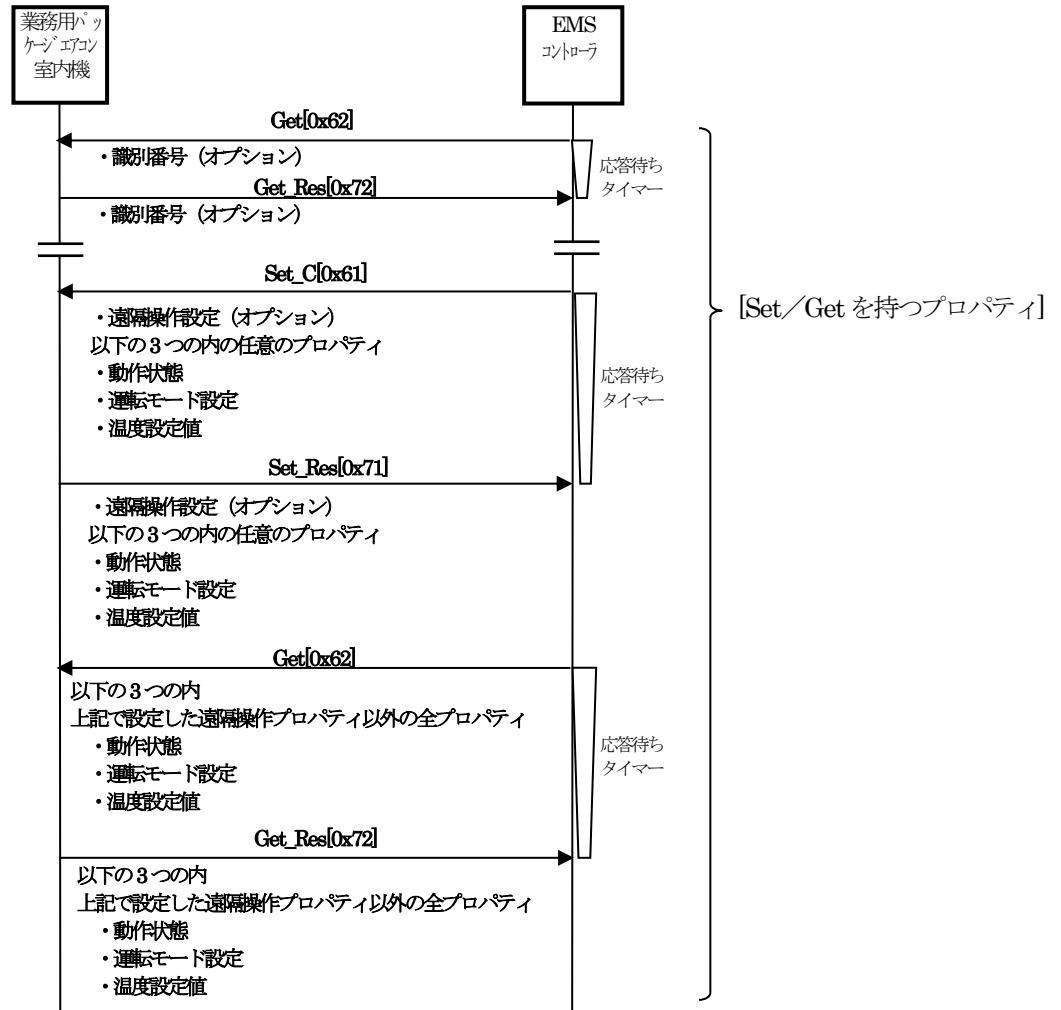 業務用パッ
ケージエアコン
室内機
EMS
コントローラ
Get[0x62]
・識別番号（オプション）
応答待ち
タイマー
Get_Res[0x72]
・識別番号（オプション）
Set_C[0x61]
・遠隔操作設定（オプション）
以下の3つの内の任意のプロパティ
・動作状態
・運転モード設定
・温度設定値
応答待ち
タイマー
[Set／Get を持つプロパティ]
Set_Res[0x71]
・遠隔操作設定（オプション）
以下の3つの内の任意のプロパティ
・動作状態
・運転モード設定
・温度設定値
Get[0x62]
以下の3つの内
上記で設定した遠隔操作プロパティ以外の全プロパティ
・動作状態
・運転モード設定
・温度設定値
応答待ち
タイマー
Get_Res[0x72]
以下の3つの内
上記で設定した遠隔操作プロパティ以外の全プロパティ
・動作状態
・運転モード設定
・温度設定値